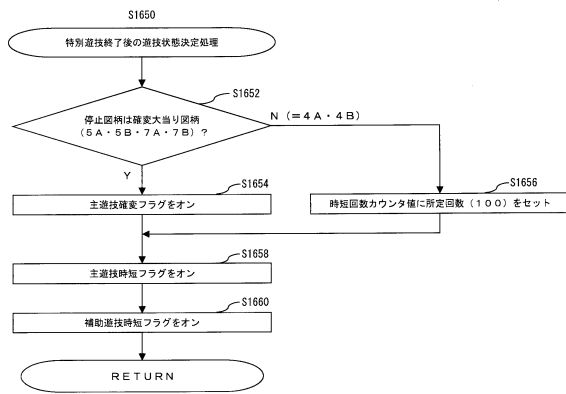 S1650
特別遊技終了後の遊技状態決定処理
S1652
停止図柄は確変大当り図柄
(5A・5B・7A・7B)?
N(=4A・4B)
Y
S1654
主遊技確変フラグをオン
S1656
時短回数カウンタ値に所定回数(100)をセット
S1658
主遊技時短フラグをオン
S1660
補助遊技時短フラグをオン
RETURN